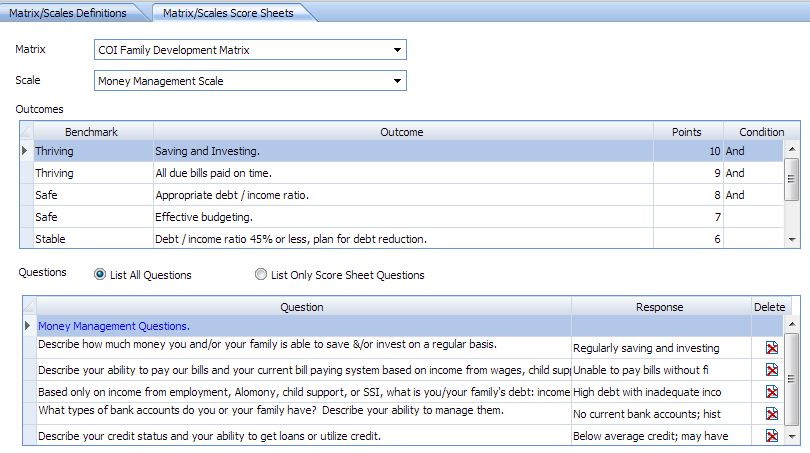 Matrix/Scales Definitions Matrix/Scales Score Sheets
Matrix COI Family Development Matrix
Scale Money Management Scale
Outcomes
Benchmark Outcome Points Condition
Thriving Saving and Investing. 10 And
Thriving All due bills paid on time. 9 And
Safe Appropriate debt / income ratio. 8 And
Safe Effective budgeting. 7
Stable Debt / income ratio 45% or less, plan for debt reduction. 6
Questions List All Questions List Only Score Sheet Questions
Question Response Delete
Money Management Questions.
Describe how much money you and/or your family is able to save &/or invest on a regular basis. Regularly saving and investing
Describe your ability to pay our bills and your current bill paying system based on income from wages, child supp Unable to pay bills without fi
Based only on income from employment, Alomony, child support, or SSI, what is you/your family's debt: income High debt with inadequate inco
What types of bank accounts do you or your family have? Describe your ability to manage them. No current bank accounts; hist
Describe your credit status and your ability to get loans or utilize credit. Below average credit; may have